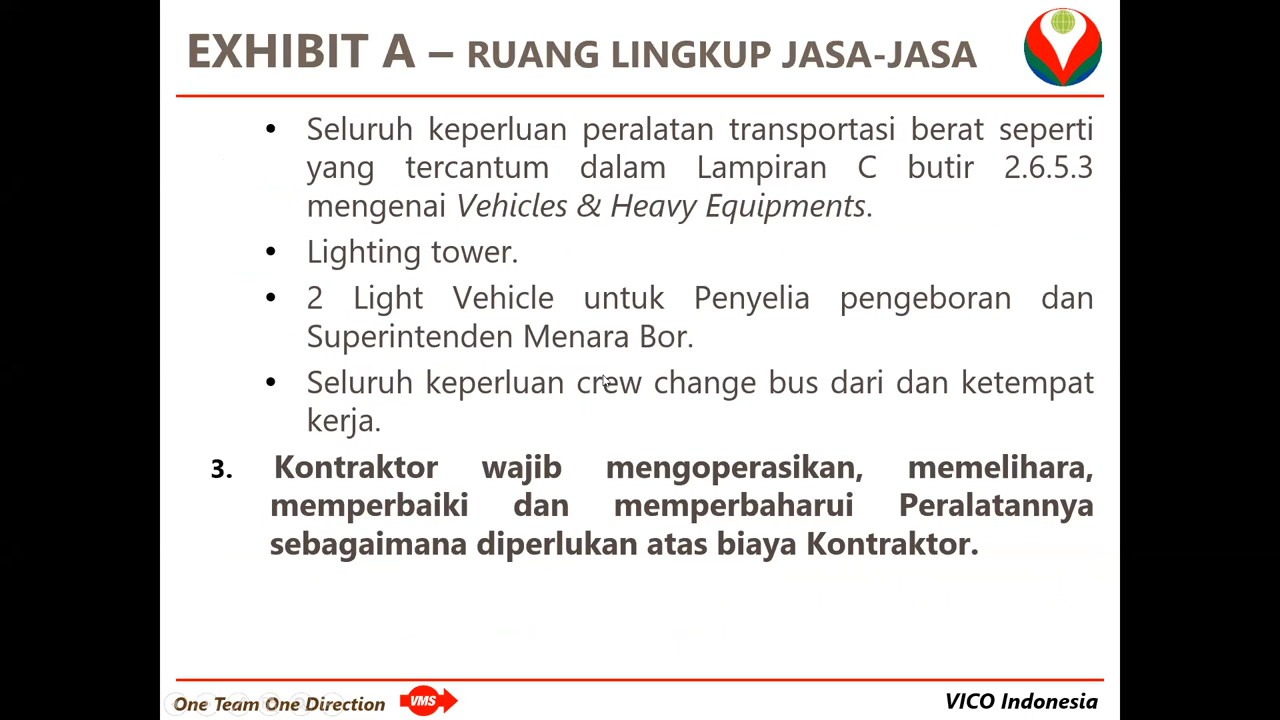 EXHIBIT A – RUANG LINGKUP JASA-JASA
• Seluruh keperluan peralatan transportasi berat seperti
yang tercantum dalam Lampiran C butir 2.6.5.3
mengenai Vehicles & Heavy Equipments.
• Lighting tower.
• 2 Light Vehicle untuk Penyelia pengeboran dan
Superintenden Menara Bor.
• Seluruh keperluan crew change bus dari dan ketempat
kerja.
3. Kontraktor wajib mengoperasikan, memelihara,
memperbaiki dan memperbaharui Peralatannya
sebagaimana diperlukan atas biaya Kontraktor.
One Team One Direction VMS VICO Indonesia